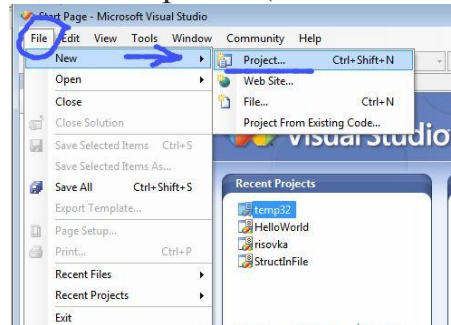 Start Page - Microsoft Visual Studio
File Edit View Tools Window Community Help
New
Project... Ctrl+Shift+N
Open
Web Site...
Close
File... Ctrl+N
Close Solution
Project From Existing Code...
Save Selected Items Ctrl+S
Visual Studio
Save Selected Items As...
Save All Ctrl+Shift+S
Recent Projects
Export Template...
temp32
Page Setup...
HelloWorld
Print... Ctrl+P
risovka
StructInFile
Recent Files
Recent Projects
Exit